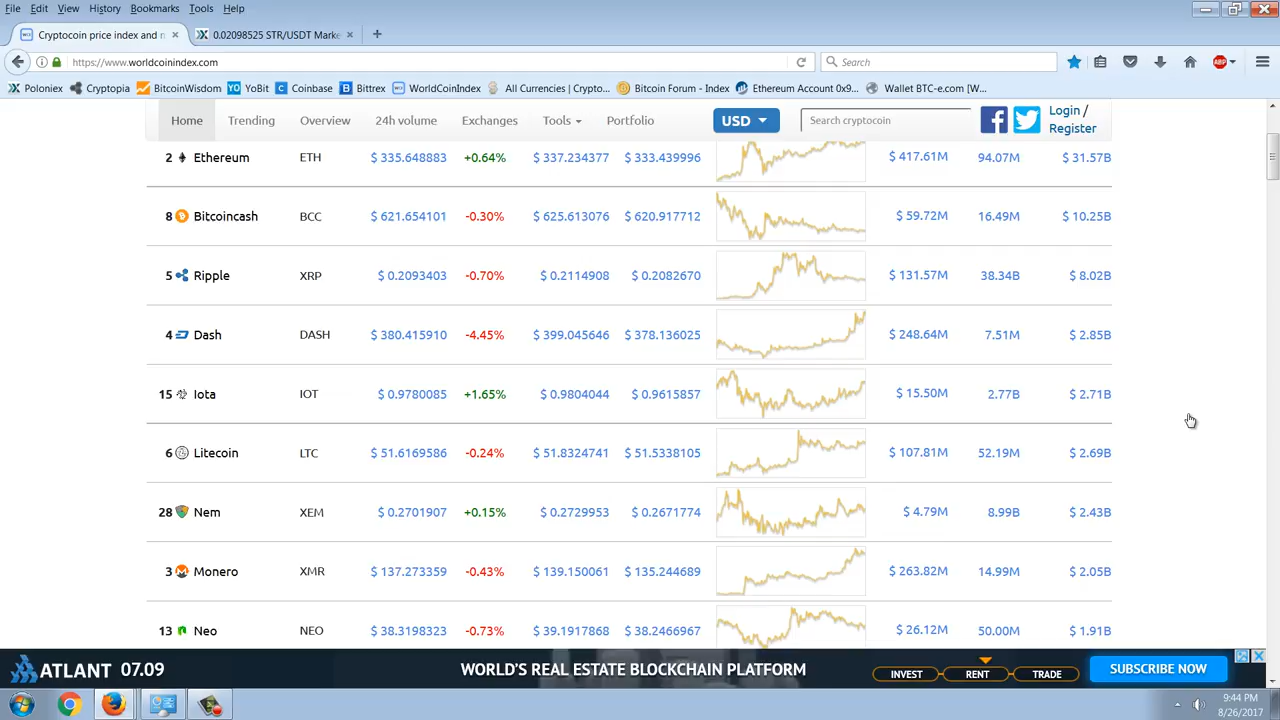 File Edit View History Bookmarks Tools Help
Cryptocoin price index and n × 0.02098525 STR/USDT Marke × +
https://www.worldcoinindex.com Search ABP
Poloniex Cryptopia BitcoinWisdom YO YoBit C Coinbase B Bittrex WorldCoinIndex All Currencies | Crypto... Bitcoin Forum - Index Ethereum Account 0x9... Wallet BTC-e.com [W...
Home Trending Overview 24h volume Exchanges Tools Portfolio USD Search cryptocoin Login / Register
2 Ethereum ETH $ 335.648883 +0.64% $ 337.234377 $ 333.439996 $ 417.61M 94.07M $ 31.57B
8 Bitcoincash BCC $ 621.654101 -0.30% $ 625.613076 $ 620.917712 $ 59.72M 16.49M $ 10.25B
5 Ripple XRP $ 0.2093403 -0.70% $ 0.2114908 $ 0.2082670 $ 131.57M 38.34B $ 8.02B
4 Dash DASH $ 380.415910 -4.45% $ 399.045646 $ 378.136025 $ 248.64M 7.51M $ 2.85B
15 Iota IOT $ 0.9780085 +1.65% $ 0.9804044 $ 0.9615857 $ 15.50M 2.77B $ 2.71B
6 Litecoin LTC $ 51.6169586 -0.24% $ 51.8324741 $ 51.5338105 $ 107.81M 52.19M $ 2.69B
28 Nem XEM $ 0.2701907 +0.15% $ 0.2729953 $ 0.2671774 $ 4.79M 8.99B $ 2.43B
3 Monero XMR $ 137.273359 -0.43% $ 139.150061 $ 135.244689 $ 263.82M 14.99M $ 2.05B
13 Neo NEO $ 38.3198323 -0.73% $ 39.1917868 $ 38.2466967 $ 26.12M 50.00M $ 1.91B
ATLANT 07.09 WORLD'S REAL ESTATE BLOCKCHAIN PLATFORM INVEST RENT TRADE SUBSCRIBE NOW
9:44 PM
8/26/2017